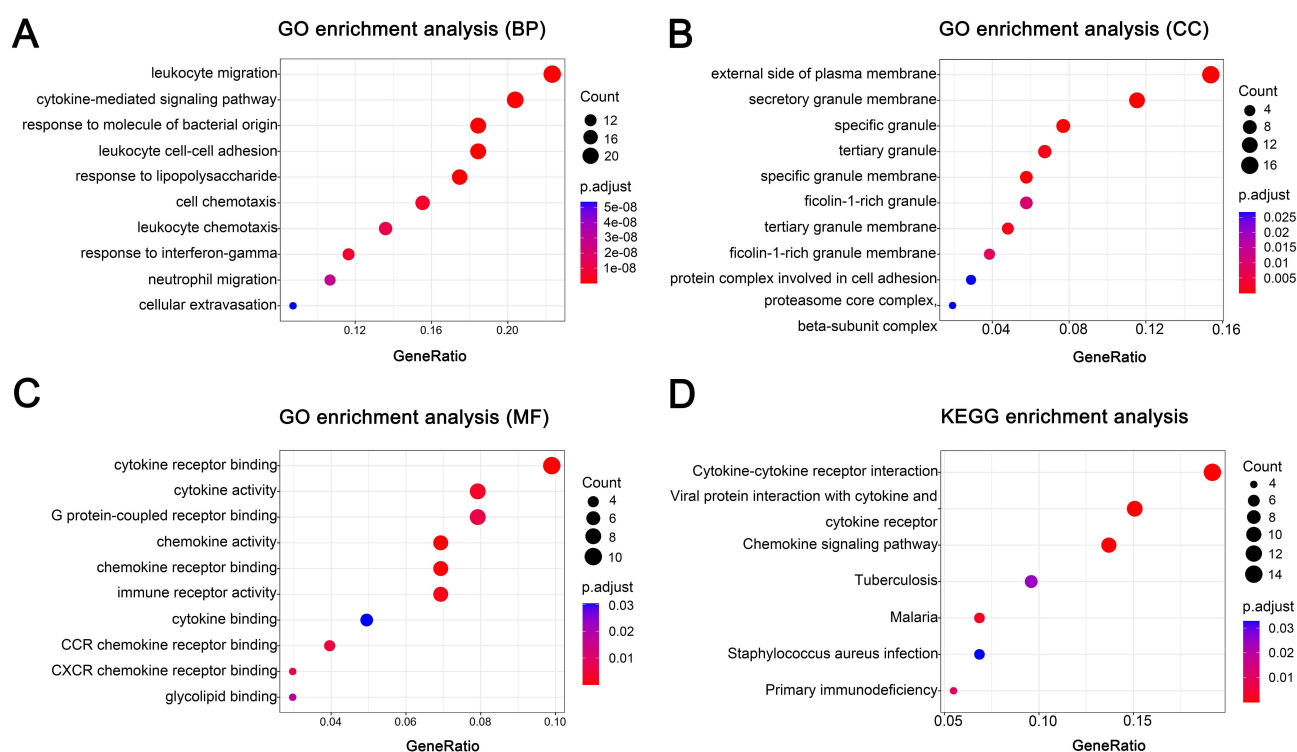 A
GO enrichment analysis (BP)
leukocyte migration
cytokine-mediated signaling pathway
response to molecule of bacterial origin
leukocyte cell-cell adhesion
response to lipopolysaccharide
cell chemotaxis
leukocyte chemotaxis
response to interferon-gamma
neutrophil migration
cellular extravasation
0.12 0.16 0.20
GeneRatio
Count
12
16
20
p.adjust
5e-08
4e-08
3e-08
2e-08
1e-08
B
GO enrichment analysis (CC)
external side of plasma membrane
secretory granule membrane
specific granule
tertiary granule
specific granule membrane
ficolin-1-rich granule
tertiary granule membrane
ficolin-1-rich granule membrane
protein complex involved in cell adhesion
proteasome core complex,
beta-subunit complex
0.04 0.08 0.12 0.16
GeneRatio
Count
4
8
12
16
p.adjust
0.025
0.020
0.015
0.010
0.005
C
GO enrichment analysis (MF)
cytokine receptor binding
cytokine activity
G protein-coupled receptor binding
chemokine activity
chemokine receptor binding
immune receptor activity
cytokine binding
CCR chemokine receptor binding
CXCR chemokine receptor binding
glycolipid binding
0.04 0.06 0.08 0.10
GeneRatio
Count
4
6
8
10
p.adjust
0.03
0.02
0.01
D
KEGG enrichment analysis
Cytokine-cytokine receptor interaction
Viral protein interaction with cytokine and
cytokine receptor
Chemokine signaling pathway
Tuberculosis
Malaria
Staphylococcus aureus infection
Primary immunodeficiency
0.05 0.10 0.15
GeneRatio
Count
4
6
8
10
12
14
p.adjust
0.03
0.02
0.01